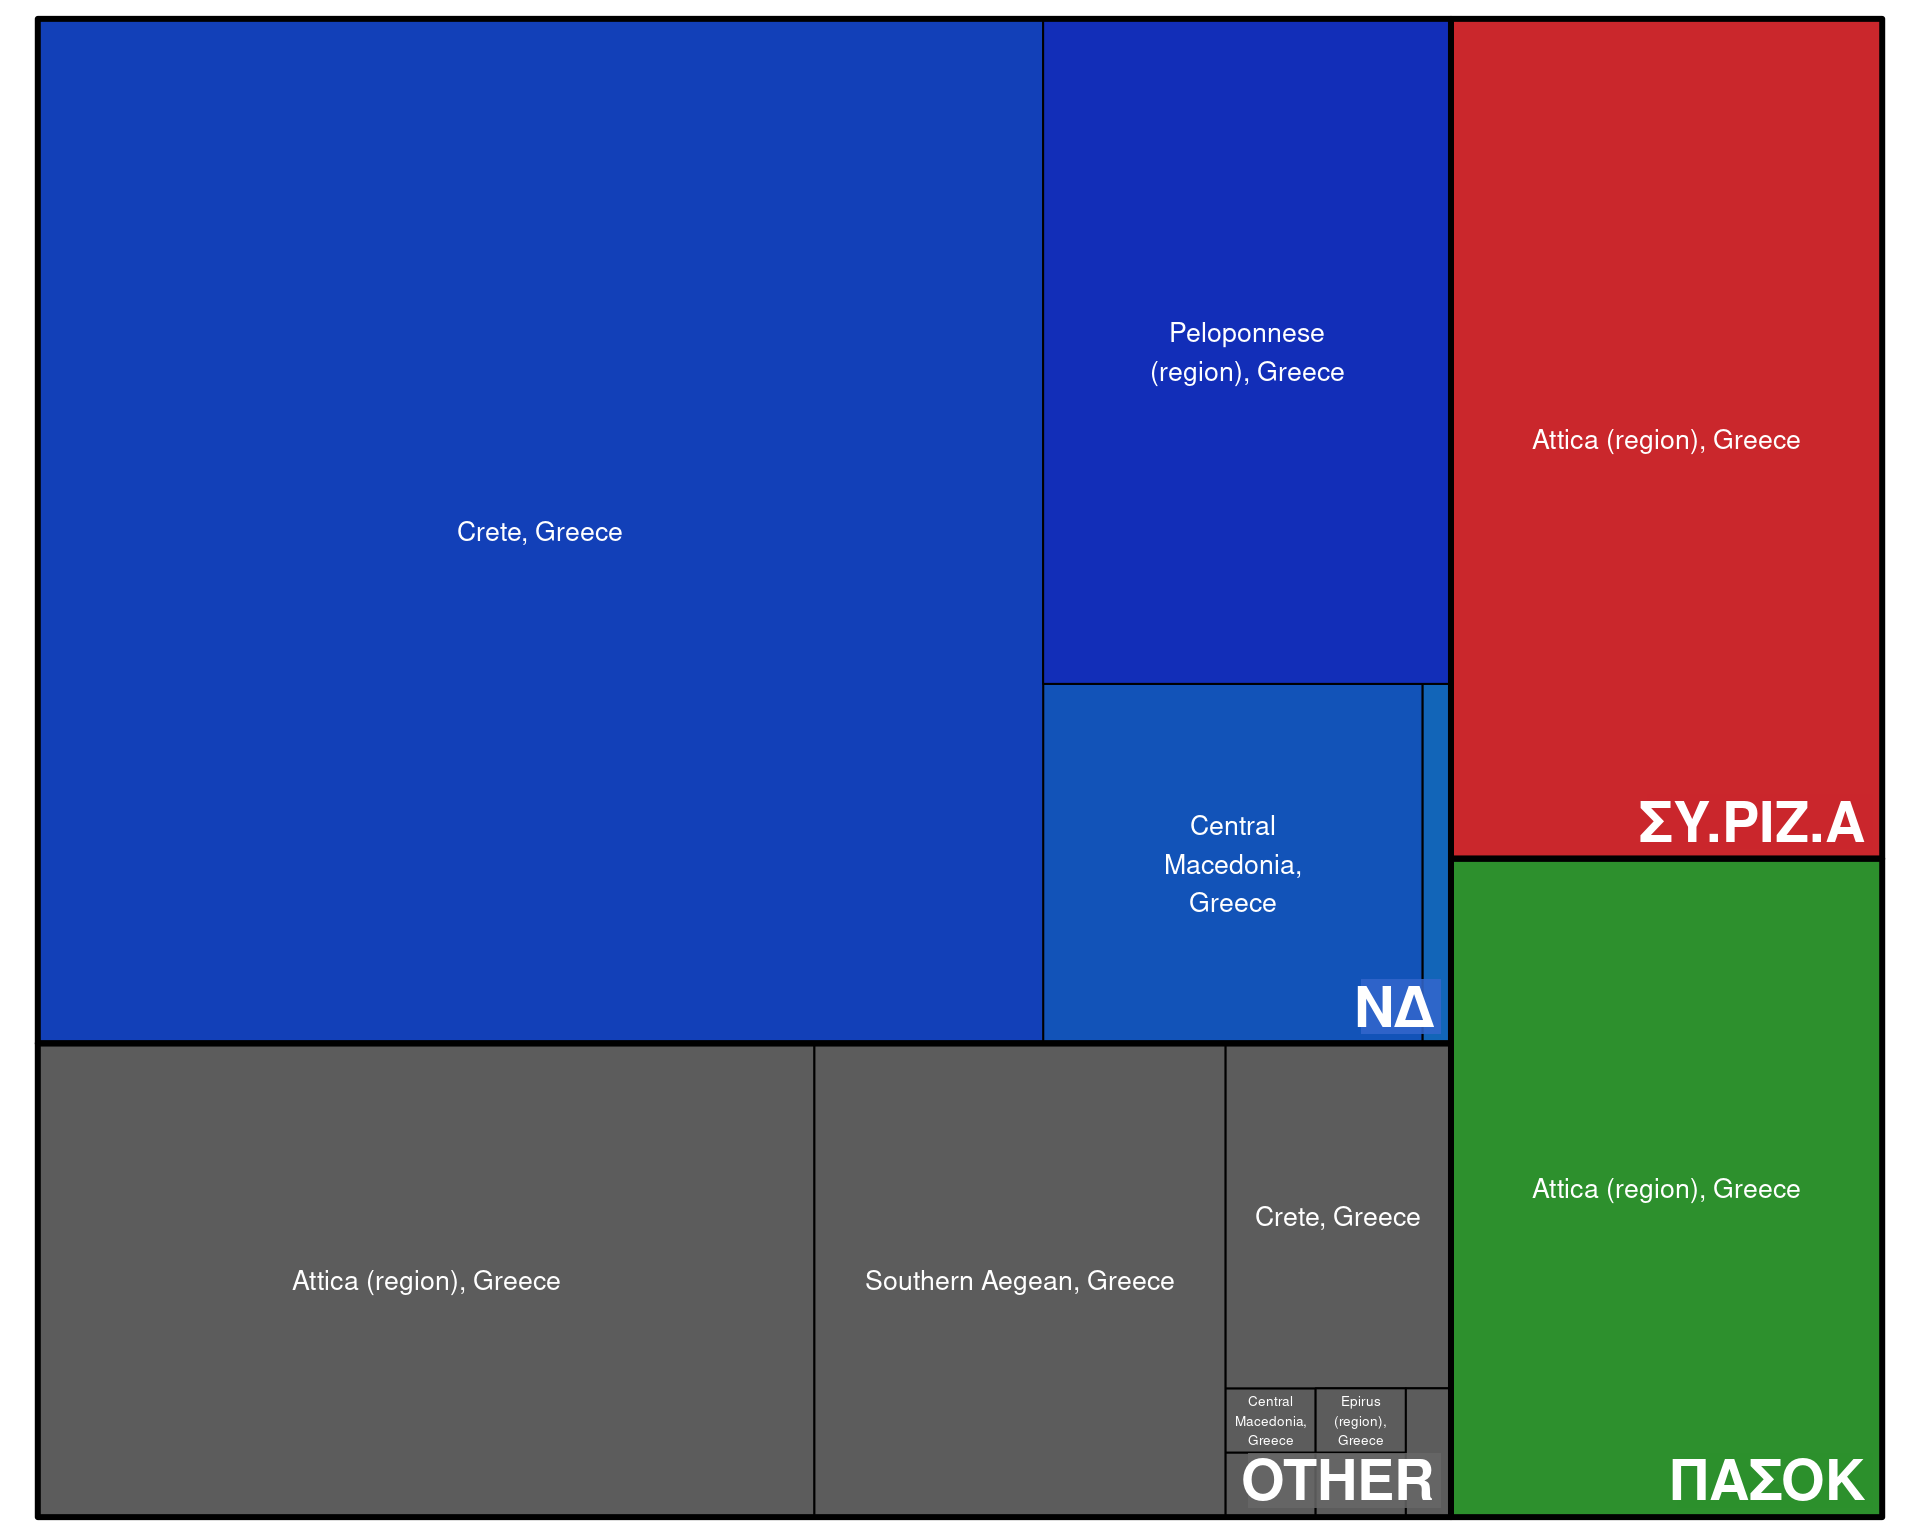 Crete, Greece
Peloponnese
(region), Greece
Central
Macedonia,
Greece
ΝΔ
Attica (region), Greece
ΣΥ.ΡΙΖ.Α
Attica (region), Greece
ΠΑΣΟΚ
Attica (region), Greece
Southern Aegean, Greece
Crete, Greece
Central
Macedonia,
Greece
Epirus
(region),
Greece
OTHER